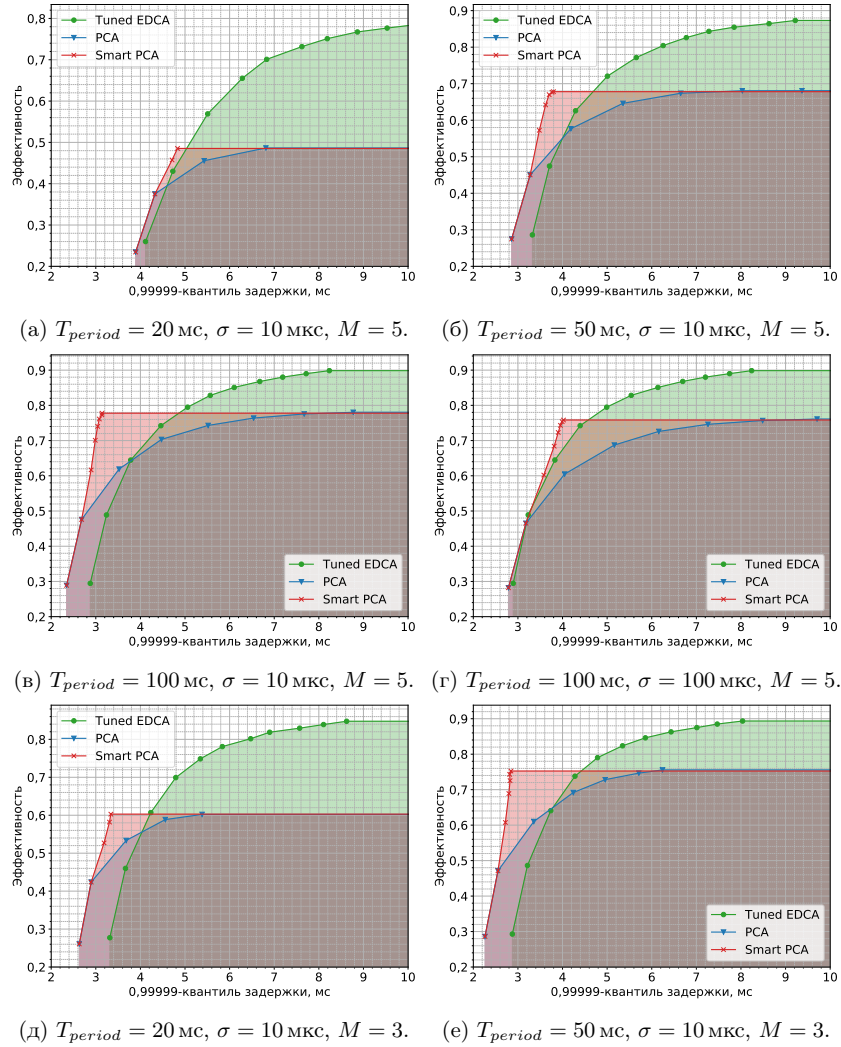 Tuned EDCA
PCA
Smart PCA
Эффективность
0,8
0,7
0,6
0,5
0,4
0,3
0,2
2 3 4 5 6 7 8 9 10
0,99999-квантиль задержки, мс
(а) T_period = 20 мс, σ = 10 мкс, M = 5.
Tuned EDCA
PCA
Smart PCA
Эффективность
0,9
0,8
0,7
0,6
0,5
0,4
0,3
0,2
2 3 4 5 6 7 8 9 10
0,99999-квантиль задержки, мс
(б) T_period = 50 мс, σ = 10 мкс, M = 5.
Эффективность
0,9
0,8
0,7
0,6
0,5
0,4
0,3
0,2
Tuned EDCA
PCA
Smart PCA
2 3 4 5 6 7 8 9 10
0,99999-квантиль задержки, мс
(в) T_period = 100 мс, σ = 10 мкс, M = 5.
Эффективность
0,9
0,8
0,7
0,6
0,5
0,4
0,3
0,2
Tuned EDCA
PCA
Smart PCA
2 3 4 5 6 7 8 9 10
0,99999-квантиль задержки, мс
(г) T_period = 100 мс, σ = 100 мкс, M = 5.
Tuned EDCA
PCA
Smart PCA
Эффективность
0,8
0,7
0,6
0,5
0,4
0,3
0,2
2 3 4 5 6 7 8 9 10
0,99999-квантиль задержки, мс
(д) T_period = 20 мс, σ = 10 мкс, M = 3.
Эффективность
0,9
0,8
0,7
0,6
0,5
0,4
0,3
0,2
Tuned EDCA
PCA
Smart PCA
2 3 4 5 6 7 8 9 10
0,99999-квантиль задержки, мс
(е) T_period = 50 мс, σ = 10 мкс, M = 3.